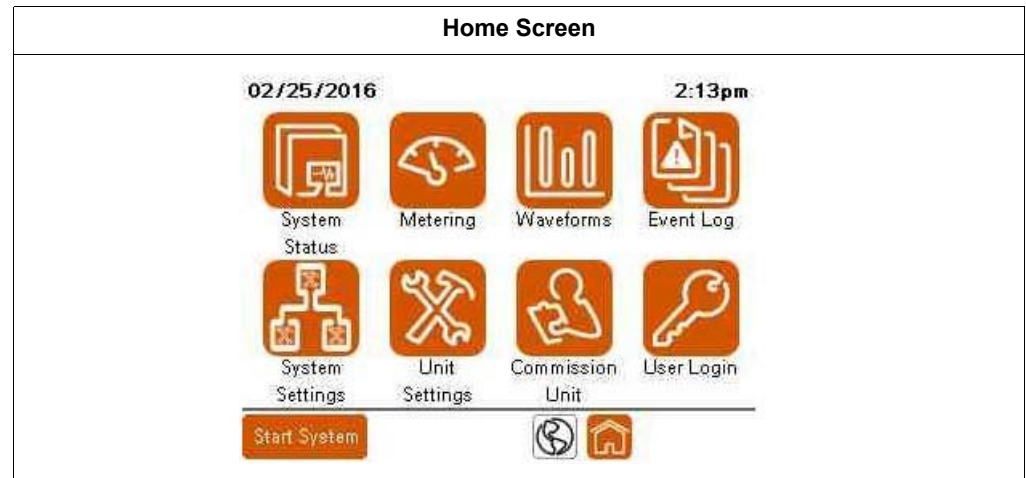 Home Screen
02/25/2016 2:13pm
System Metering Waveforms Event Log
Status
System Unit Commission User Login
Settings Settings Unit
Start System